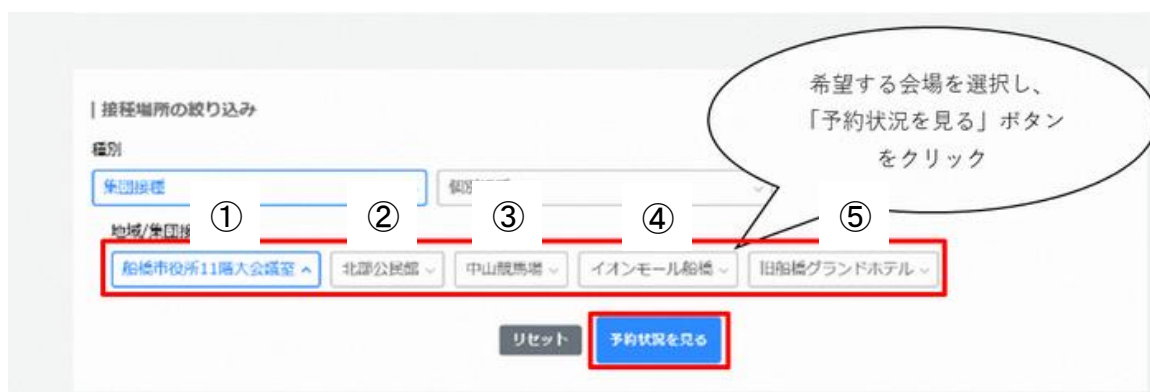 希望する会場を選択し、
「予約状況を見る」ボタン
をクリック
接種場所の絞り込み
種別
集団接種
地域/集団接
① ② ③ ④ ⑤
船橋市役所11階大会議室 北部公民館 中山競馬場 イオンモール船橋 旧船橋グランドホテル
リセット 予約状況を見る